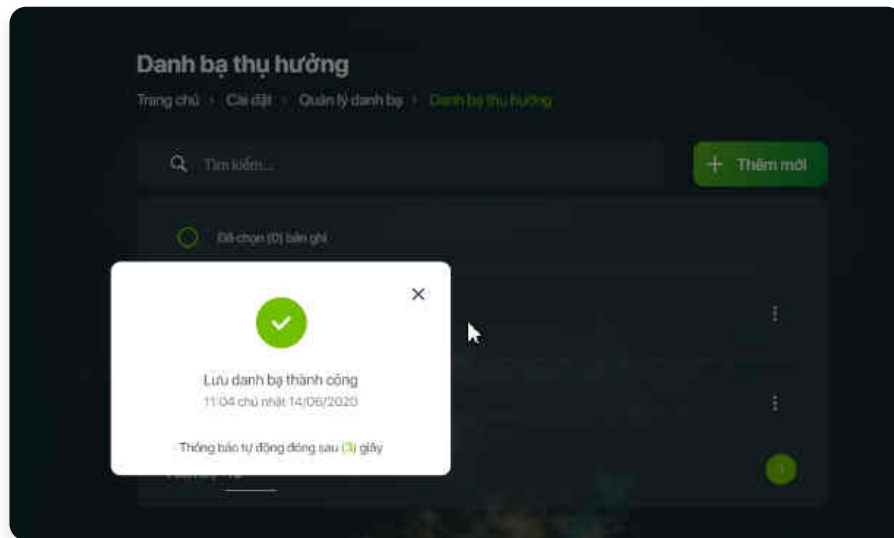 Danh bạ thụ hưởng
Trang chủ › Cài đặt › Quản lý danh bạ › Danh bạ thụ hưởng
Tìm kiếm...
+ Thêm mới
Đã chọn (0) bản ghi
Lưu danh bạ thành công
11:04 chủ nhật 14/06/2020
Thông báo tự động đóng sau (3) giây
1